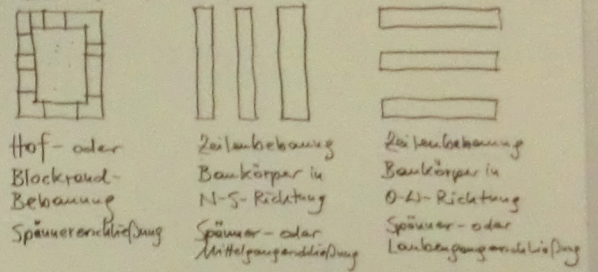 Hof- oder
Blockrand-
Bebauung
Spännererschließung
Zeilenbebauung
Baukörper in
N-S-Richtung
Spänner- oder
Mittelgangerschließung
Zeilenbebauung
Baukörper in
O-W-Richtung
Spänner- oder
Laubengangerschließung